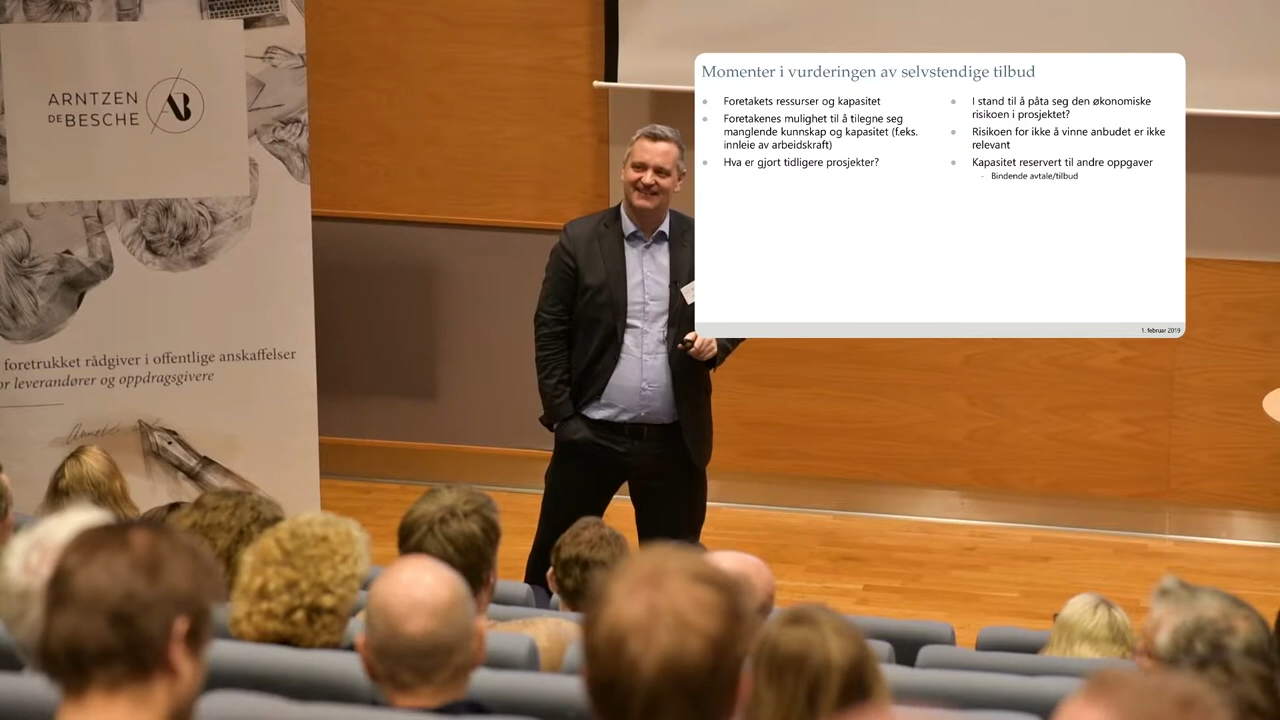 ARNTZEN
DE BESCHE
foretrukket rådgiver i offentlige anskaffelser
or leverandører og oppdragsgivere
Momenter i vurderingen av selvstendige tilbud
Foretakets ressurser og kapasitet
Foretakenes mulighet til å tilegne seg
manglende kunnskap og kapasitet (f.eks.
innleie av arbeidskraft)
Hva er gjort tidligere prosjekter?
I stand til å påta seg den økonomiske
risikoen i prosjektet?
Risikoen for ikke å vinne anbudet er ikke
relevant
Kapasitet reservert til andre oppgaver
- Bindende avtale/tilbud
1. februar 2019